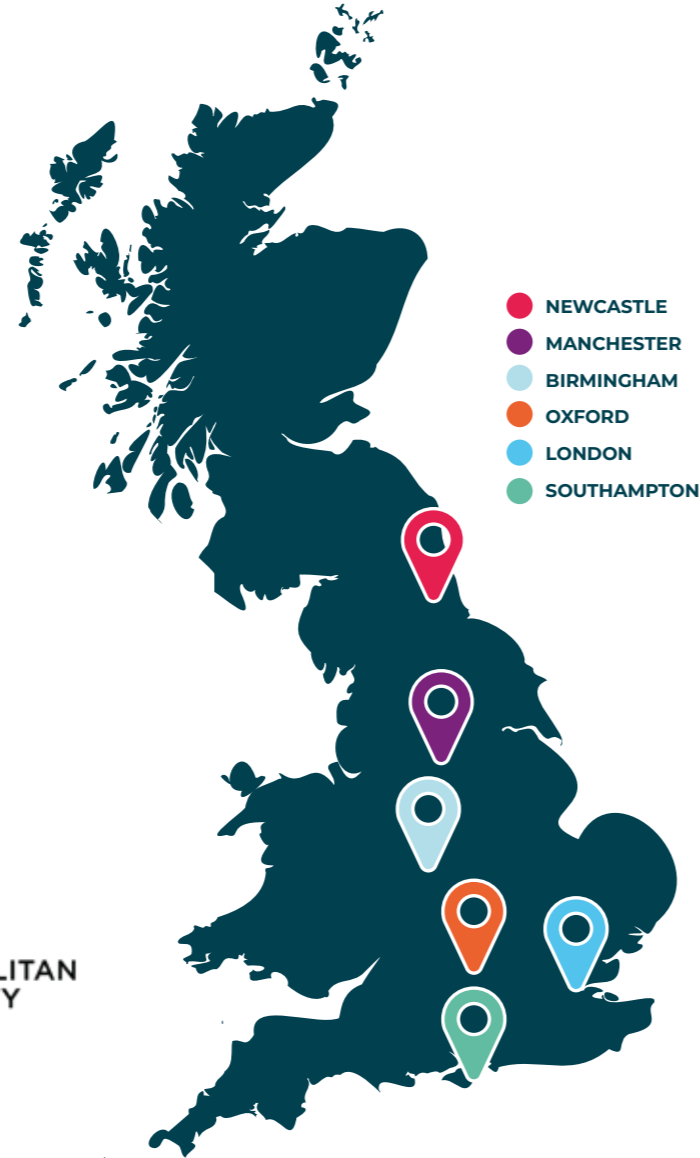 NEWCASTLE
MANCHESTER
BIRMINGHAM
OXFORD
LONDON
SOUTHAMPTON
LITAN
Y